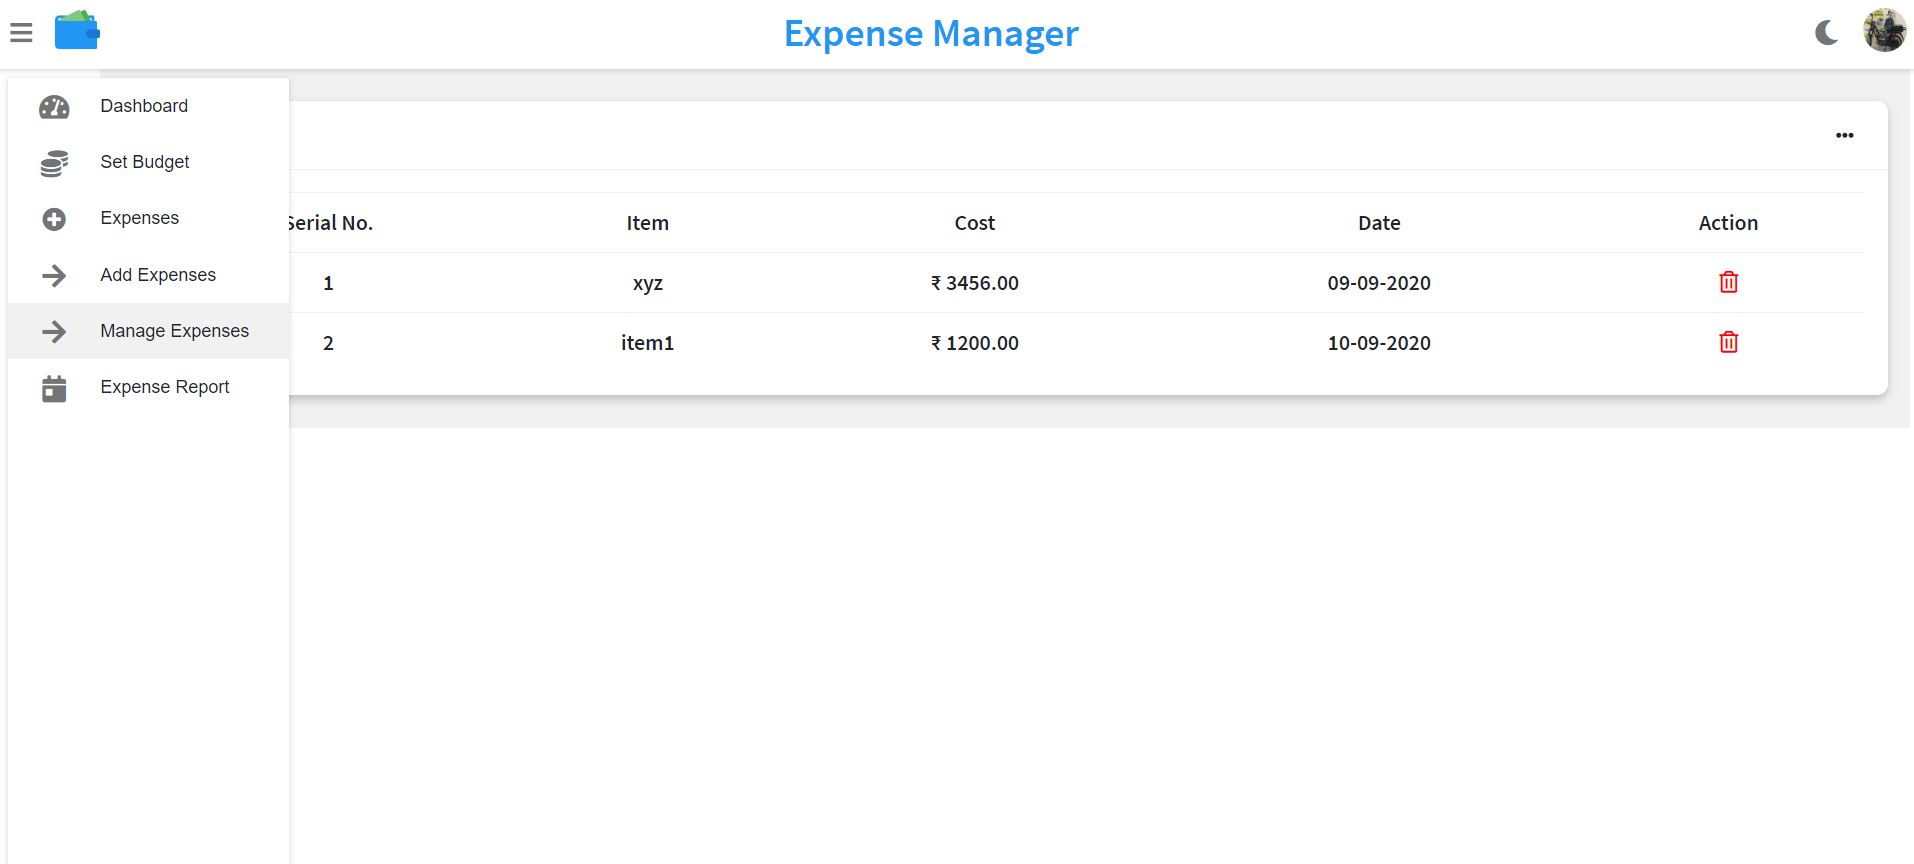 Expense Manager
Dashboard
Set Budget
Expenses
Add Expenses
Manage Expenses
Expense Report
Serial No. Item Cost Date Action
1 xyz ₹ 3456.00 09-09-2020
2 item1 ₹ 1200.00 10-09-2020